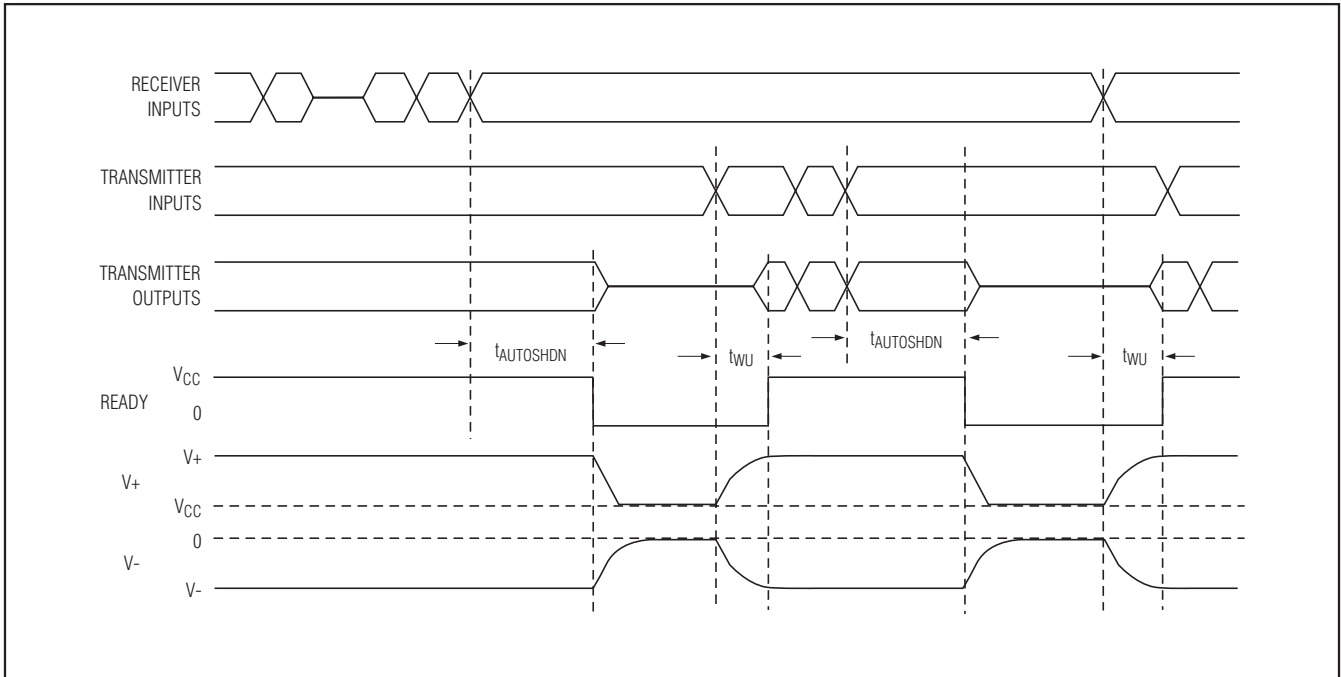 RECEIVER
INPUTS
TRANSMITTER
INPUTS
TRANSMITTER
OUTPUTS
tAUTOSHDN
tWU
tAUTOSHDN
tWU
VCC
READY
0
V+
V+
VCC
0
V-
V-